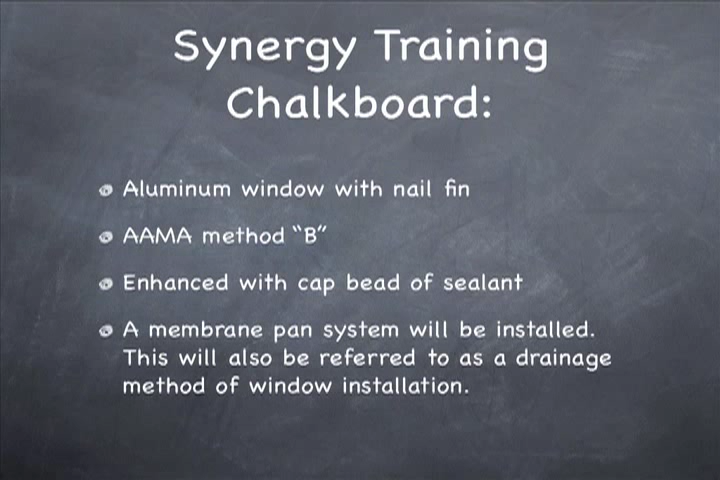 Synergy Training
Chalkboard:
Aluminum window with nail fin
AAMA method “B”
Enhanced with cap bead of sealant
A membrane pan system will be installed.
This will also be referred to as a drainage
method of window installation.